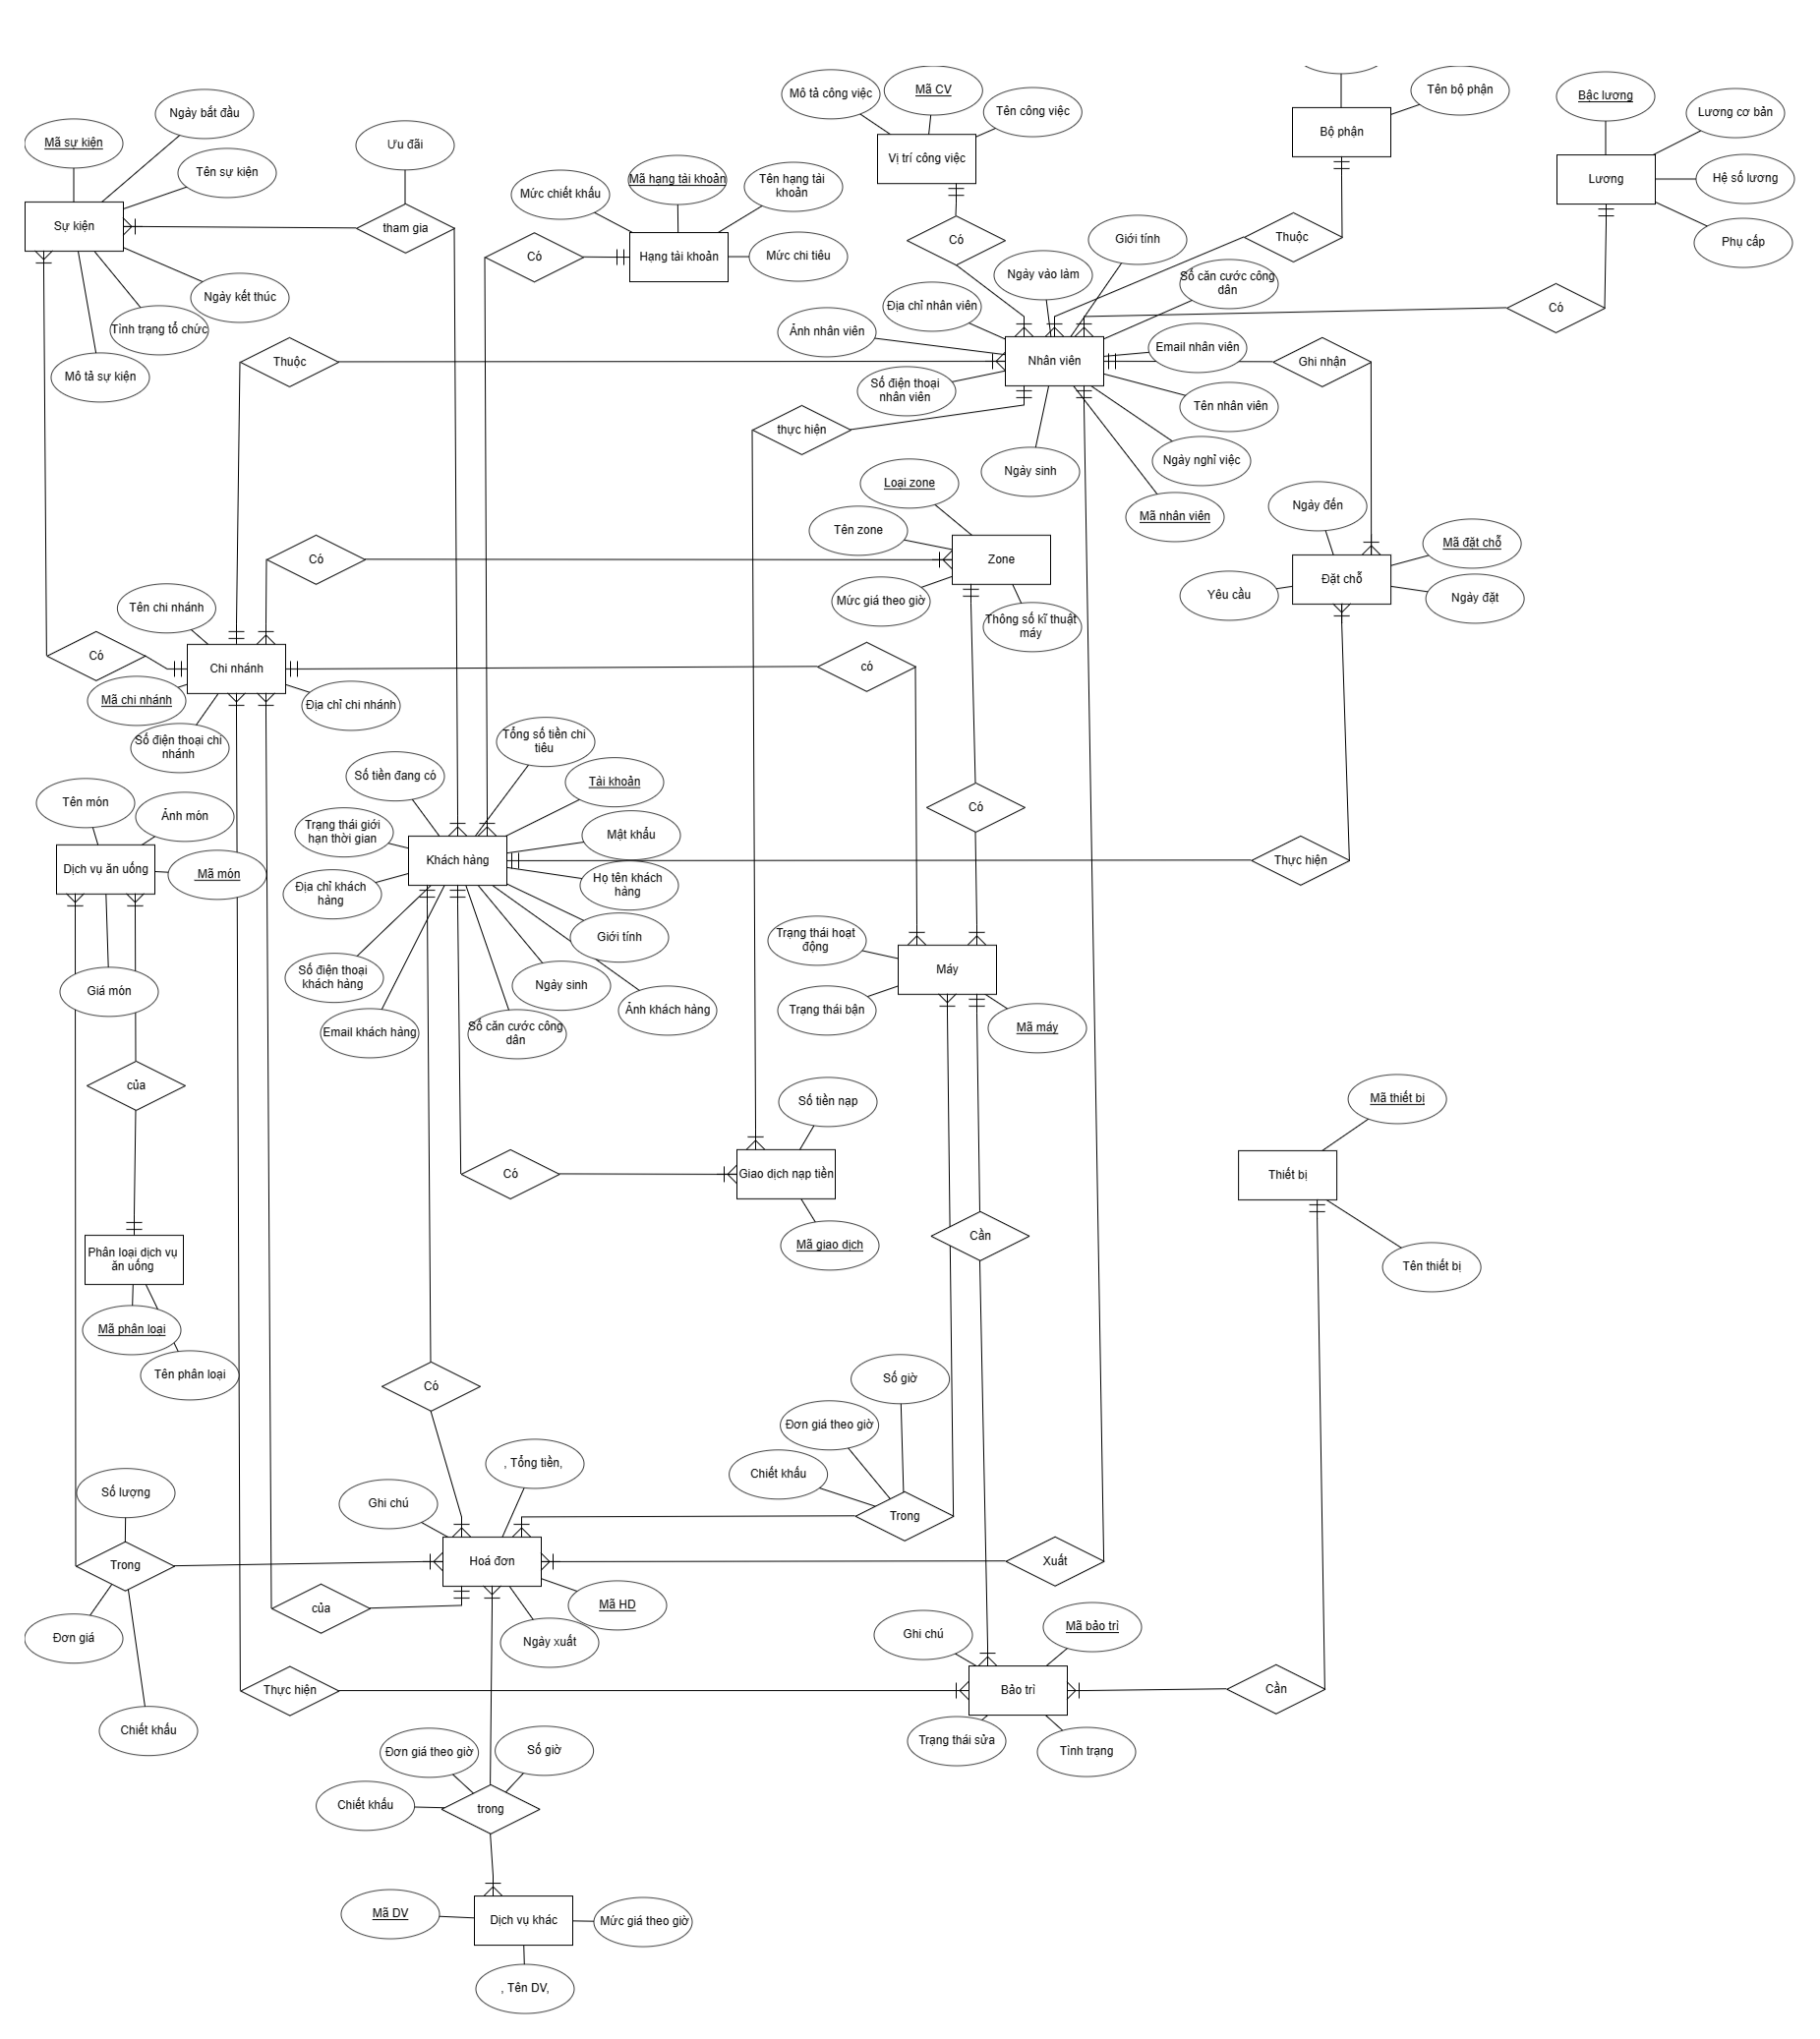 Mô tả công việc
Mã CV
Tên công việc
Vị trí công việc
Tên bộ phận
Bộ phận
Bậc lương
Lương cơ bản
Hệ số lương
Phụ cấp
Lương
Ngày bắt đầu
Mã sự kiện
Tên sự kiện
Sự kiện
Ưu đãi
tham gia
Ngày kết thúc
Tình trạng tổ chức
Mô tả sự kiện
Mức chiết khấu
Mã hạng tài khoản
Tên hạng tài
khoản
Có
Hạng tài khoản
Mức chi tiêu
Có
Giới tính
Thuộc
Ngày vào làm
Số căn cước công
dân
Địa chỉ nhân viên
Có
Ảnh nhân viên
Thuộc
Nhân viên
Email nhân viên
Ghi nhận
Số điện thoại
nhân viên
Tên nhân viên
thực hiện
Ngày sinh
Ngày nghỉ việc
Mã nhân viên
Loại zone
Tên zone
Zone
Có
Mức giá theo giờ
Thông số kĩ thuật
máy
Ngày đến
Mã đặt chỗ
Đặt chỗ
Yêu cầu
Ngày đặt
Tên chi nhánh
Có
Chi nhánh
có
Mã chi nhánh
Địa chỉ chi nhánh
Số điện thoại chi
nhánh
Tổng số tiền chi
tiêu
Số tiền đang có
Tài khoản
Trạng thái giới
hạn thời gian
Mật khẩu
Khách hàng
Thực hiện
Có
Địa chỉ khách
hàng
Họ tên khách
hàng
Giới tính
Số điện thoại
khách hàng
Ngày sinh
Ảnh khách hàng
Email khách hàng
Số căn cước công
dân
Tên món
Ảnh món
Dịch vụ ăn uống
Mã món
Giá món
của
Phân loại dịch vụ
ăn uống
Mã phân loại
Tên phân loại
Trạng thái hoạt
động
Máy
Trạng thái bận
Mã máy
Số tiền nạp
Có
Giao dịch nạp tiền
Mã giao dịch
Cần
Mã thiết bị
Thiết bị
Tên thiết bị
Có
Số giờ
Đơn giá theo giờ
Chiết khấu
Trong
, Tổng tiền,
Ghi chú
Hoá đơn
Xuất
Mã HD
Ngày xuất
Số lượng
Trong
Đơn giá
Chiết khấu
của
Thực hiện
Ghi chú
Mã bảo trì
Bảo trì
Cần
Trạng thái sửa
Tình trạng
Đơn giá theo giờ
Số giờ
Chiết khấu
trong
Mã DV
Dịch vụ khác
Mức giá theo giờ
, Tên DV,